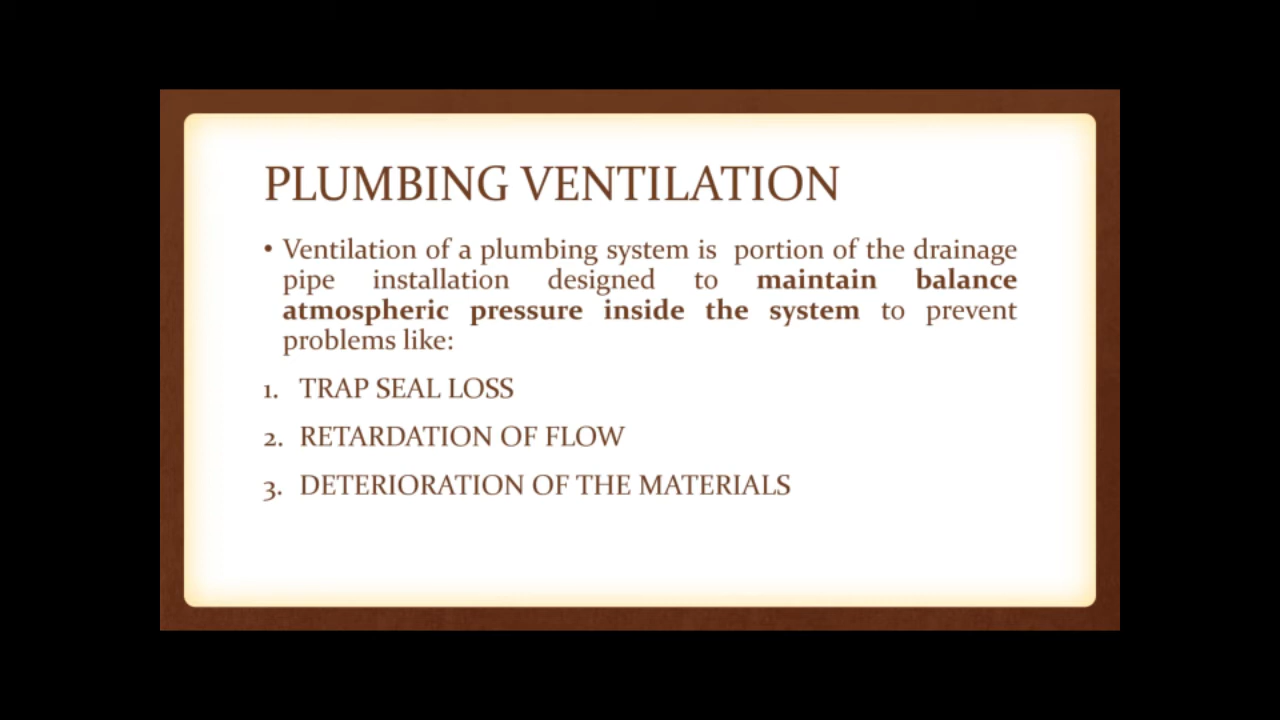 PLUMBING VENTILATION
• Ventilation of a plumbing system is portion of the drainage
pipe installation designed to maintain balance
atmospheric pressure inside the system to prevent
problems like:
1. TRAP SEAL LOSS
2. RETARDATION OF FLOW
3. DETERIORATION OF THE MATERIALS